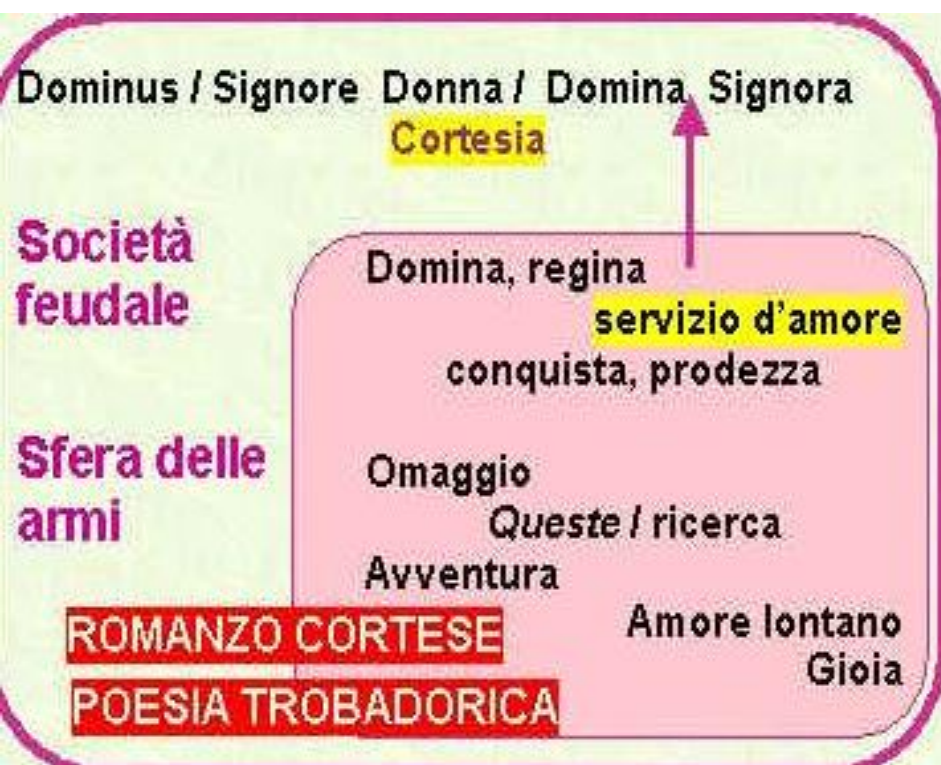 Dominus / Signore Donna / Domina Signora
Cortesia
Società
feudale
Domina, regina
servizio d'amore
conquista, prodezza
Sfera delle
armi
Omaggio
Queste / ricerca
Avventura
Amore lontano
Gioia
ROMANZO CORTESE
POESIA TROBADORICA